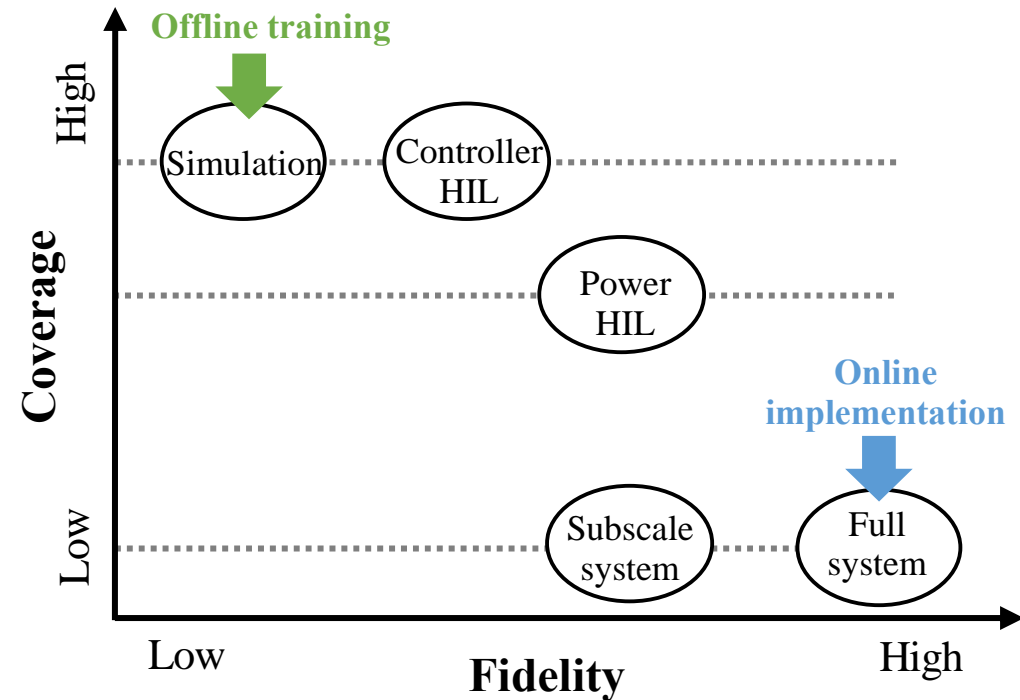 Offline training
High
Simulation
Controller
HIL
Coverage
Power
HIL
Online
implementation
Low
Subscale
system
Full
system
Low
Fidelity
High